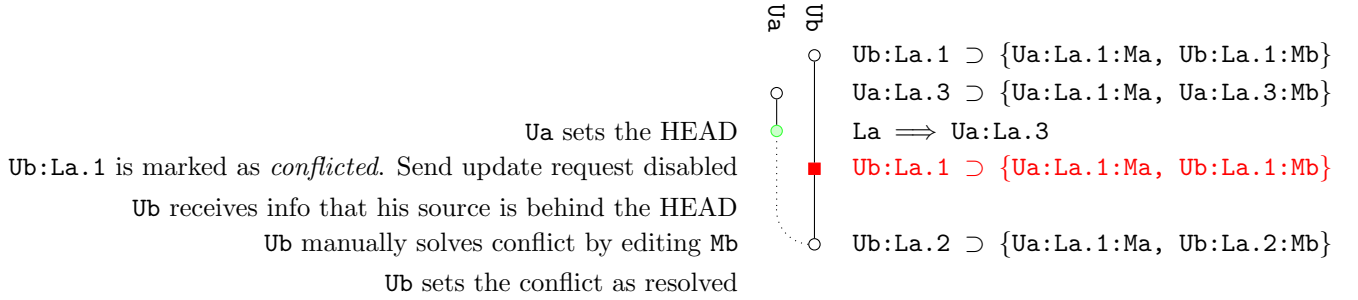 Ua Ub
Ub:La.1 ⊃ {Ua:La.1:Ma, Ub:La.1:Mb}
Ua:La.3 ⊃ {Ua:La.1:Ma, Ua:La.3:Mb}
Ua sets the HEAD La ⟹ Ua:La.3
Ub:La.1 is marked as conflicted. Send update request disabled Ub:La.1 ⊃ {Ua:La.1:Ma, Ub:La.1:Mb}
Ub receives info that his source is behind the HEAD
Ub manually solves conflict by editing Mb Ub:La.2 ⊃ {Ua:La.1:Ma, Ub:La.2:Mb}
Ub sets the conflict as resolved